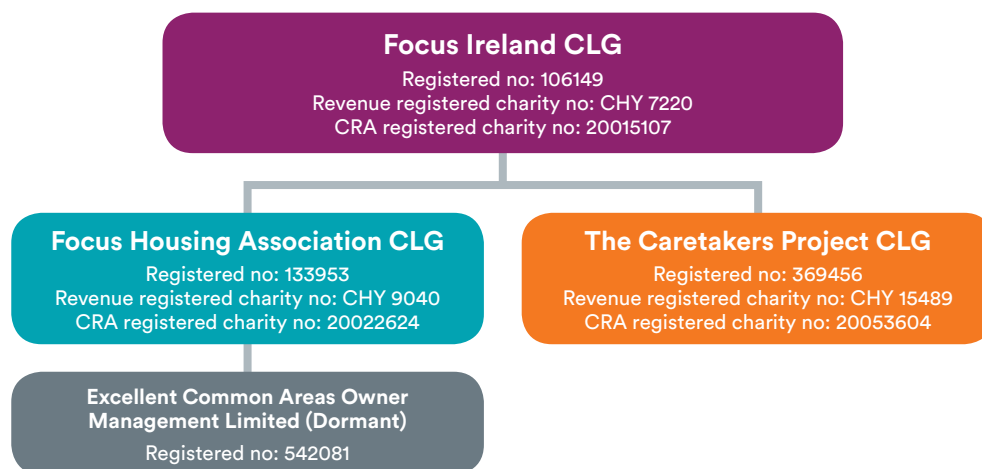 Focus Ireland CLG
Registered no: 106149
Revenue registered charity no: CHY 7220
CRA registered charity no: 20015107
Focus Housing Association CLG
Registered no: 133953
Revenue registered charity no: CHY 9040
CRA registered charity no: 20022624
The Caretakers Project CLG
Registered no: 369456
Revenue registered charity no: CHY 15489
CRA registered charity no: 20053604
Excellent Common Areas Owner
Management Limited (Dormant)
Registered no: 542081